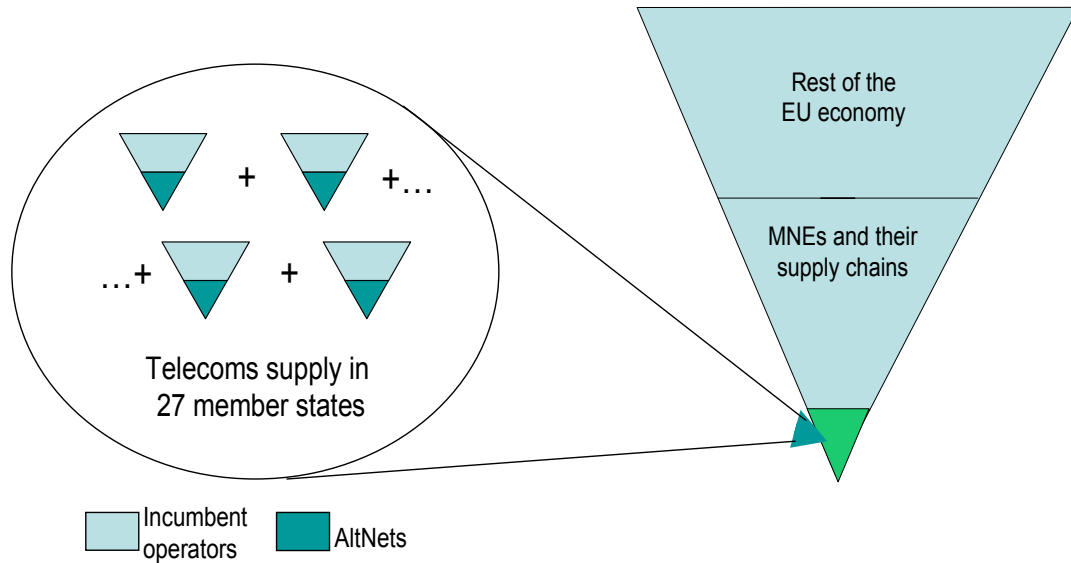 +
+…
…+
+
Telecoms supply in
27 member states
Rest of the
EU economy
MNEs and their
supply chains
Incumbent
operators
AltNets